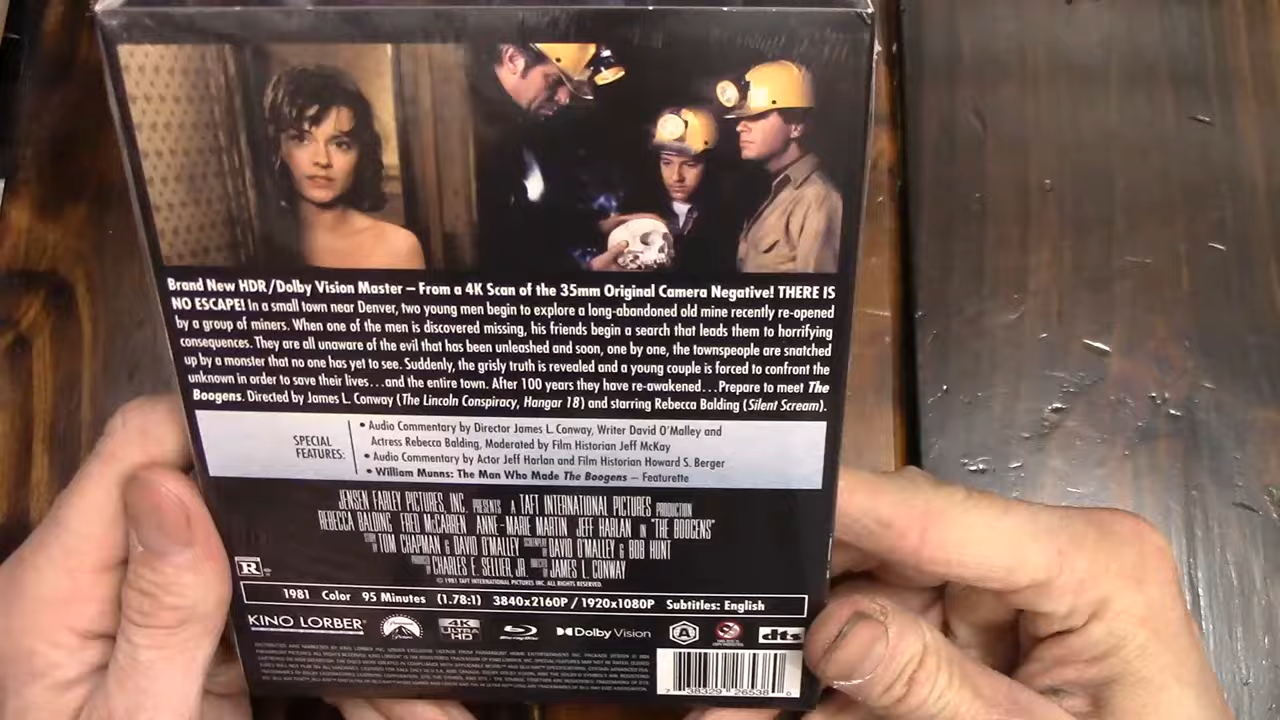 Brand New HDR/Dolby Vision Master – From a 4K Scan of the 35mm Original Camera Negative! THERE IS
NO ESCAPE! In a small town near Denver, two young men begin to explore a long-abandoned old mine recently re-opened
by a group of miners. When one of the men is discovered missing, his friends begin a search that leads them to horrifying
consequences. They are all unaware of the evil that has been unleashed and soon, one by one, the townspeople are snatched
up by a monster that no one has yet to see. Suddenly, the grisly truth is revealed and a young couple is forced to confront the
unknown in order to save their lives...and the entire town. After 100 years they have re-awakened...Prepare to meet The
Boogens. Directed by James L. Conway (The Lincoln Conspiracy, Hangar 18) and starring Rebecca Balding (Silent Scream).
SPECIAL
FEATURES:
• Audio Commentary by Director James L. Conway, Writer David O'Malley and
Actress Rebecca Balding, Moderated by Film Historian Jeff McKay
• Audio Commentary by Actor Jeff Harlan and Film Historian Howard S. Berger
• William Munns: The Man Who Made The Boogens – Featurette
JENSEN FARLEY PICTURES, INC. PRESENTS A TAFT INTERNATIONAL PICTURES PRODUCTION
REBECCA BALDING FRED McCARREN ANNE-MARIE MARTIN JEFF HARLAN IN "THE BOOGENS"
STORY BY TOM CHAPMAN & DAVID O'MALLEY SCREENPLAY BY DAVID O'MALLEY & BOB HUNT
PRODUCED BY CHARLES E. SELLIER, JR. DIRECTED BY JAMES L. CONWAY
© 1981 TAFT INTERNATIONAL PICTURES INC. ALL RIGHTS RESERVED.
R
1981 Color 95 Minutes (1.78:1) 3840x2160P / 1920x1080P Subtitles: English
KINO LORBER Paramount 4K ULTRA HD Blu-ray Disc Dolby Vision A dts
7 38329 26538 6